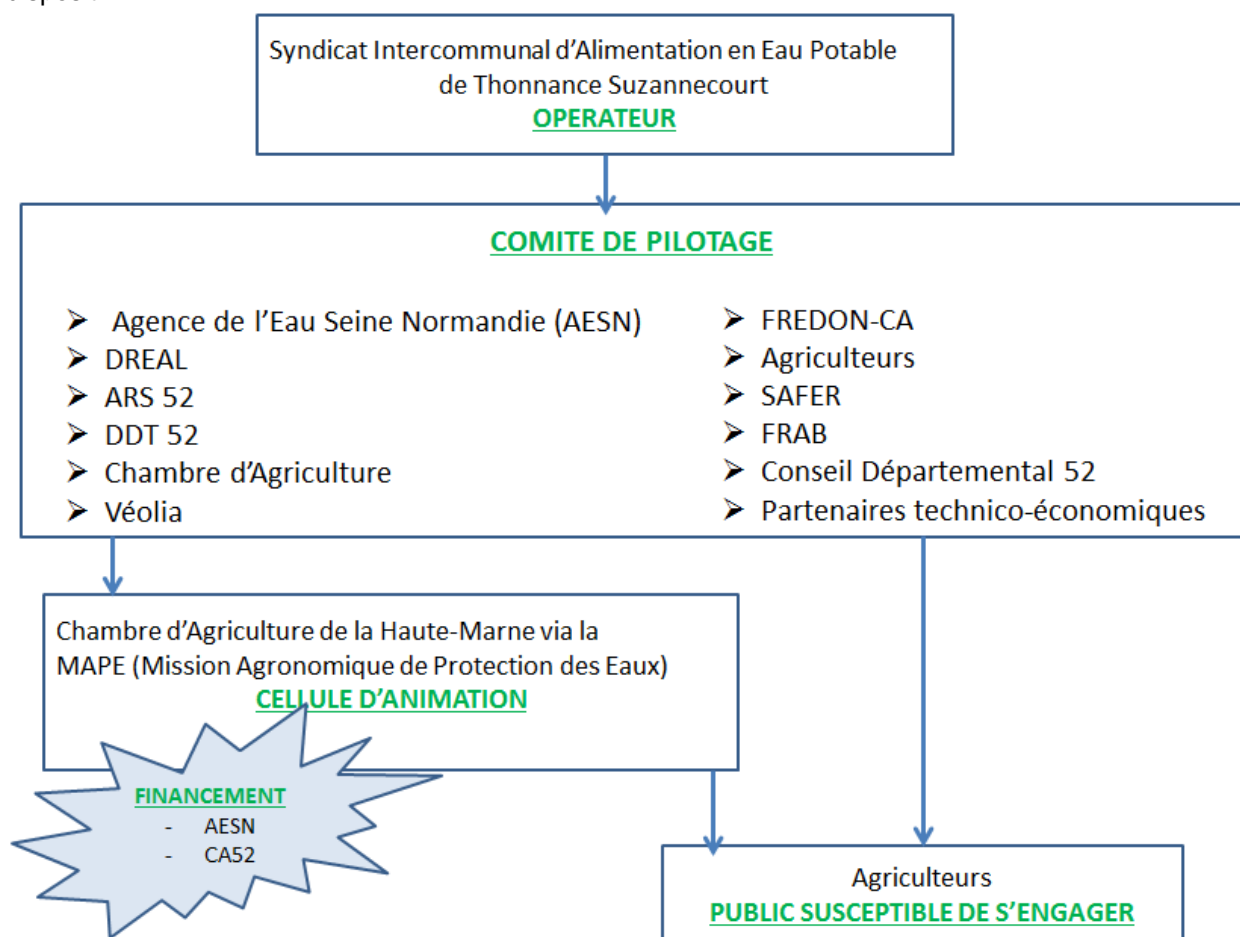 Syndicat Intercommunal d'Alimentation en Eau Potable
de Thonnance Suzannecourt
OPERATEUR
COMITE DE PILOTAGE
➢ Agence de l'Eau Seine Normandie (AESN)
➢ DREAL
➢ ARS 52
➢ DDT 52
➢ Chambre d'Agriculture
➢ Véolia
➢ FREDON-CA
➢ Agriculteurs
➢ SAFER
➢ FRAB
➢ Conseil Départemental 52
➢ Partenaires technico-économiques
Chambre d'Agriculture de la Haute-Marne via la
MAPE (Mission Agronomique de Protection des Eaux)
CELLULE D'ANIMATION
FINANCEMENT
- AESN
- CA52
Agriculteurs
PUBLIC SUSCEPTIBLE DE S'ENGAGER